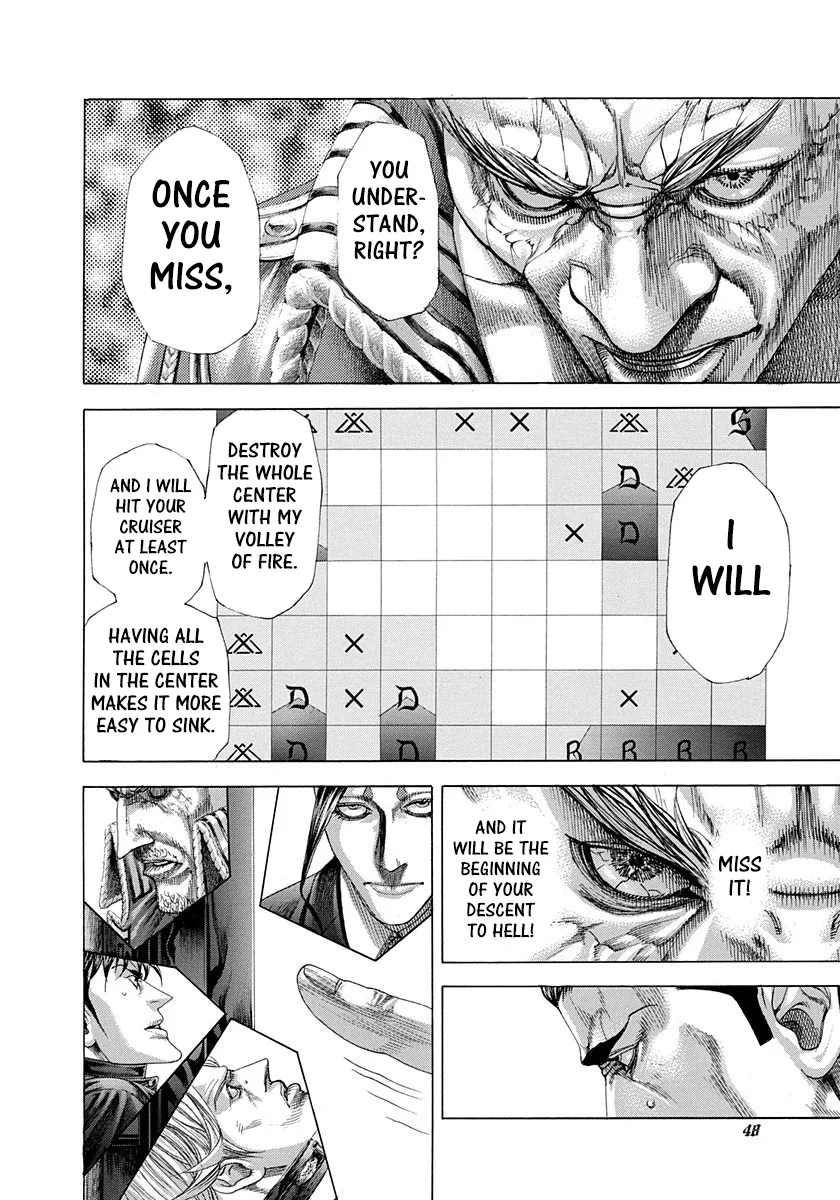 YOU
UNDER-
STAND,
RIGHT?
ONCE
YOU
MISS,
I
WILL
DESTROY
THE WHOLE
CENTER
WITH MY
VOLLEY
OF FIRE.
AND I WILL
HIT YOUR
CRUISER
AT LEAST
ONCE.
HAVING ALL
THE CELLS
IN THE CENTER
MAKES IT MORE
EASY TO SINK.
S
D
D
D
D
D
D
B
B
B
B
MISS
IT!
AND IT
WILL BE THE
BEGINNING
OF YOUR
DESCENT
TO HELL!